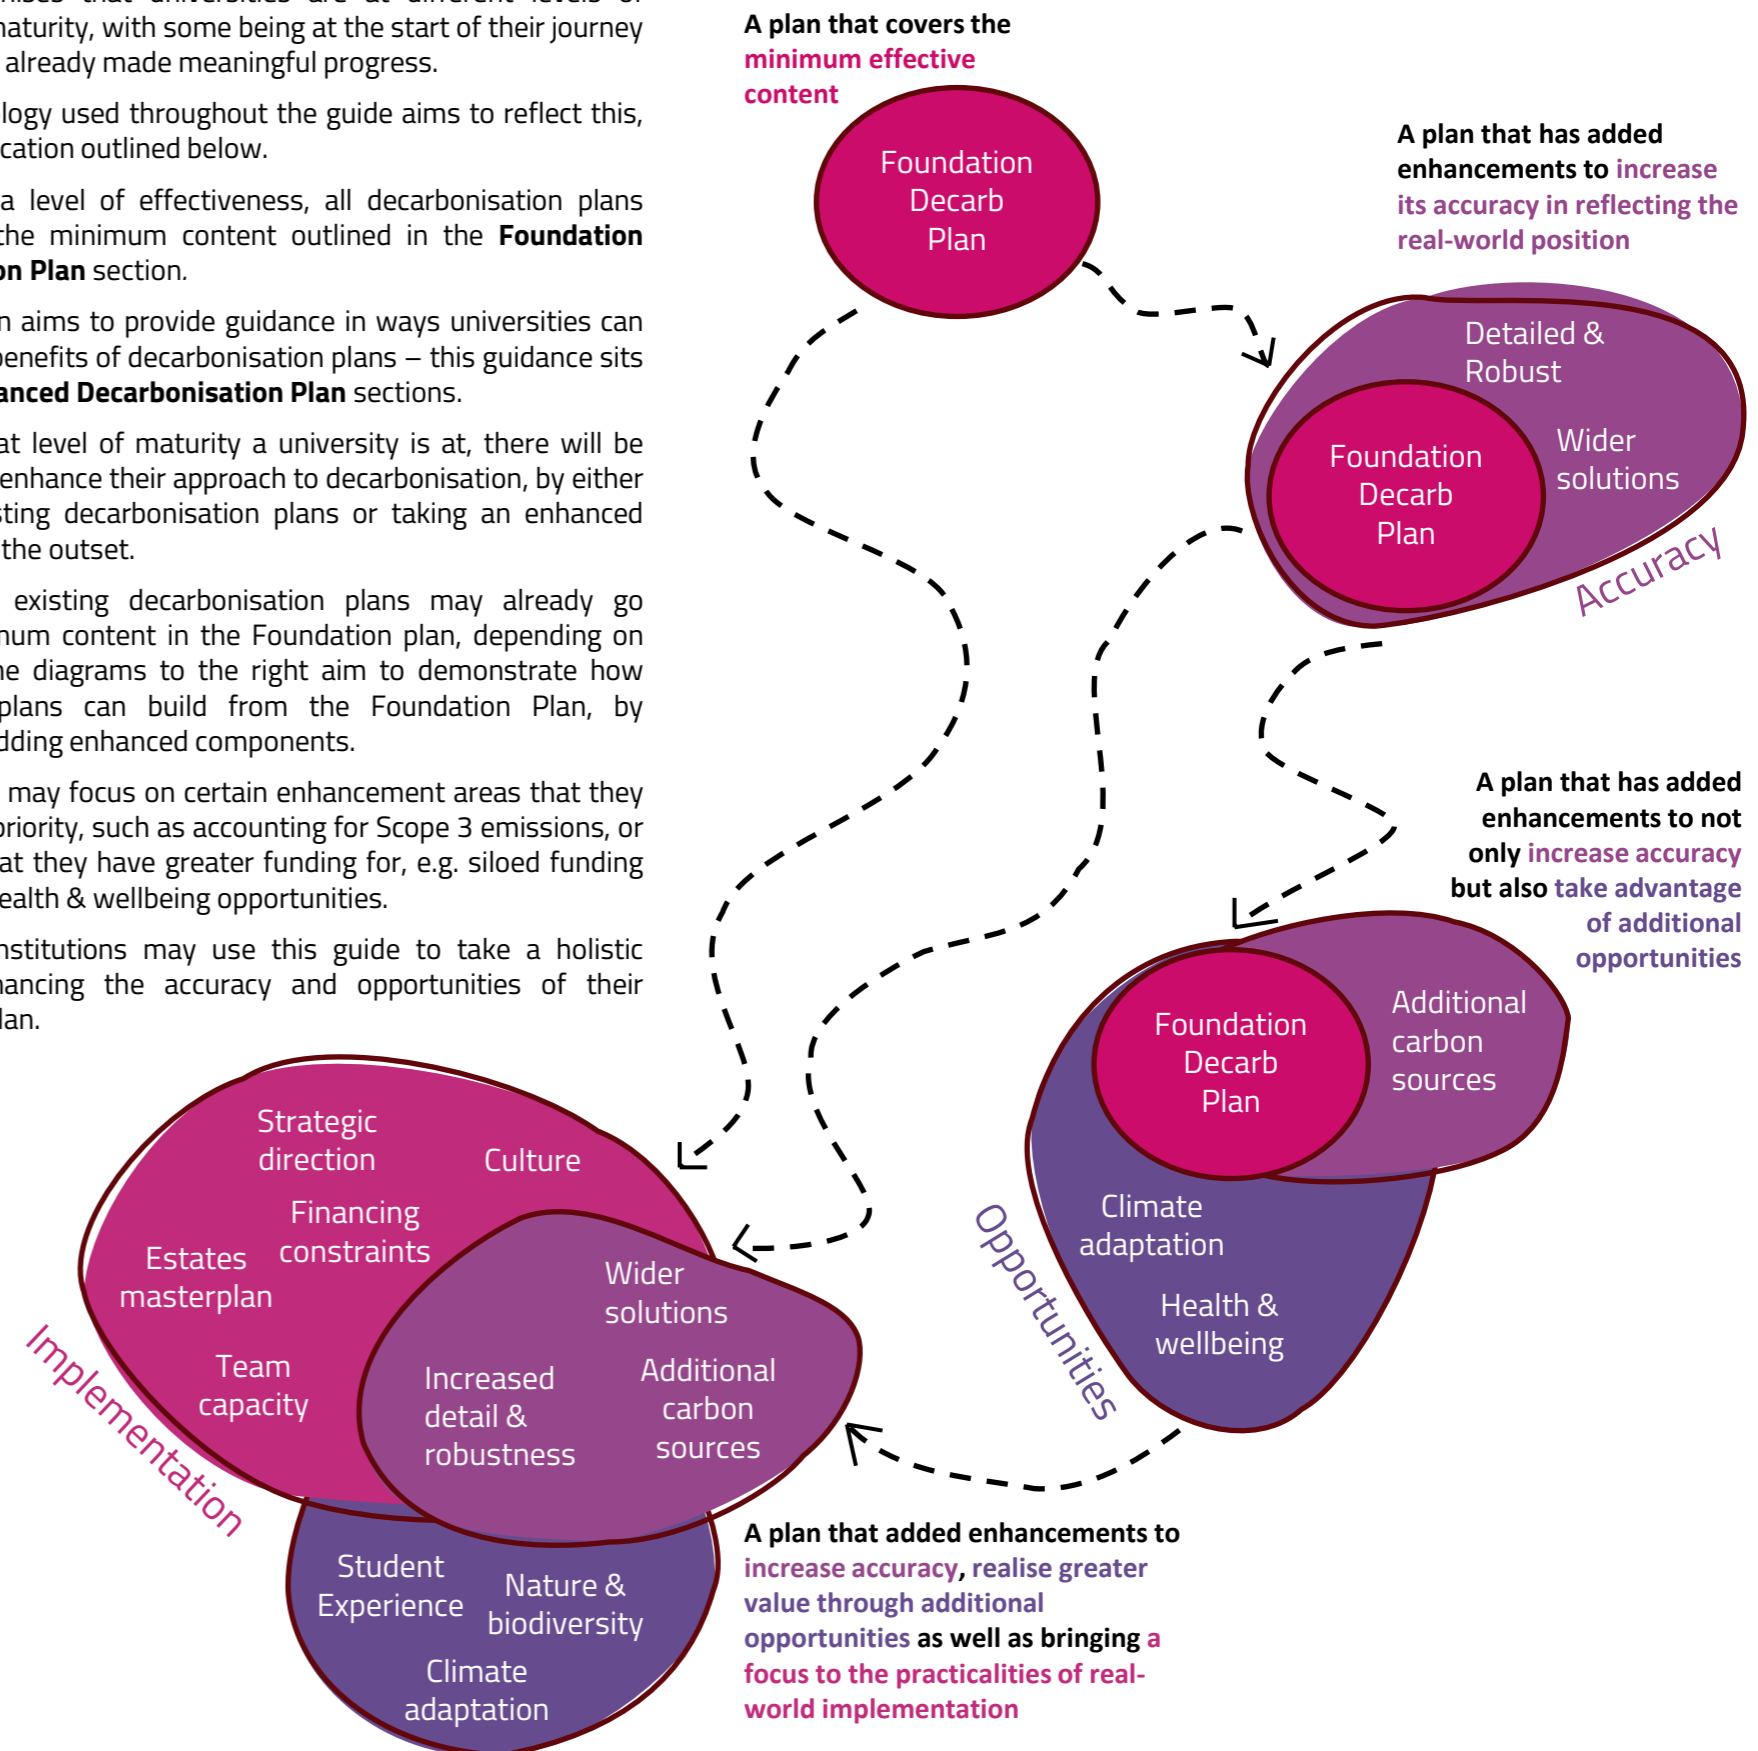 that universities are at different levels of
maturity, with some being at the start of their journey
already made meaningful progress.
used throughout the guide aims to reflect this,
outlined below.
a level of effectiveness, all decarbonisation plans
the minimum content outlined in the Foundation
Plan section.
aims to provide guidance in ways universities can
benefits of decarbonisation plans – this guidance sits
Decarbonisation Plan sections.
level of maturity a university is at, there will be
enhance their approach to decarbonisation, by either
decarbonisation plans or taking an enhanced
the outset.
existing decarbonisation plans may already go
content in the Foundation plan, depending on
diagrams to the right aim to demonstrate how
plans can build from the Foundation Plan, by
adding enhanced components.
may focus on certain enhancement areas that they
priority, such as accounting for Scope 3 emissions, or
they have greater funding for, e.g. siloed funding
health & wellbeing opportunities.
institutions may use this guide to take a holistic
the accuracy and opportunities of their
A plan that covers the
minimum effective
content
Foundation
Decarb
Plan
A plan that has added
enhancements to increase
its accuracy in reflecting the
real-world position
Detailed &
Robust
Wider
solutions
Foundation
Decarb
Plan
Accuracy
A plan that has added
enhancements to not
only increase accuracy
but also take advantage
of additional
opportunities
Foundation
Decarb
Plan
Additional
carbon
sources
Climate
adaptation
Health &
wellbeing
Opportunities
Strategic
direction
Culture
Financing
constraints
Estates
masterplan
Team
capacity
Implementation
Wider
solutions
Increased
detail &
robustness
Additional
carbon
sources
Student
Experience
Nature &
biodiversity
Climate
adaptation
A plan that added enhancements to
increase accuracy, realise greater
value through additional
opportunities as well as bringing a
focus to the practicalities of real-
world implementation